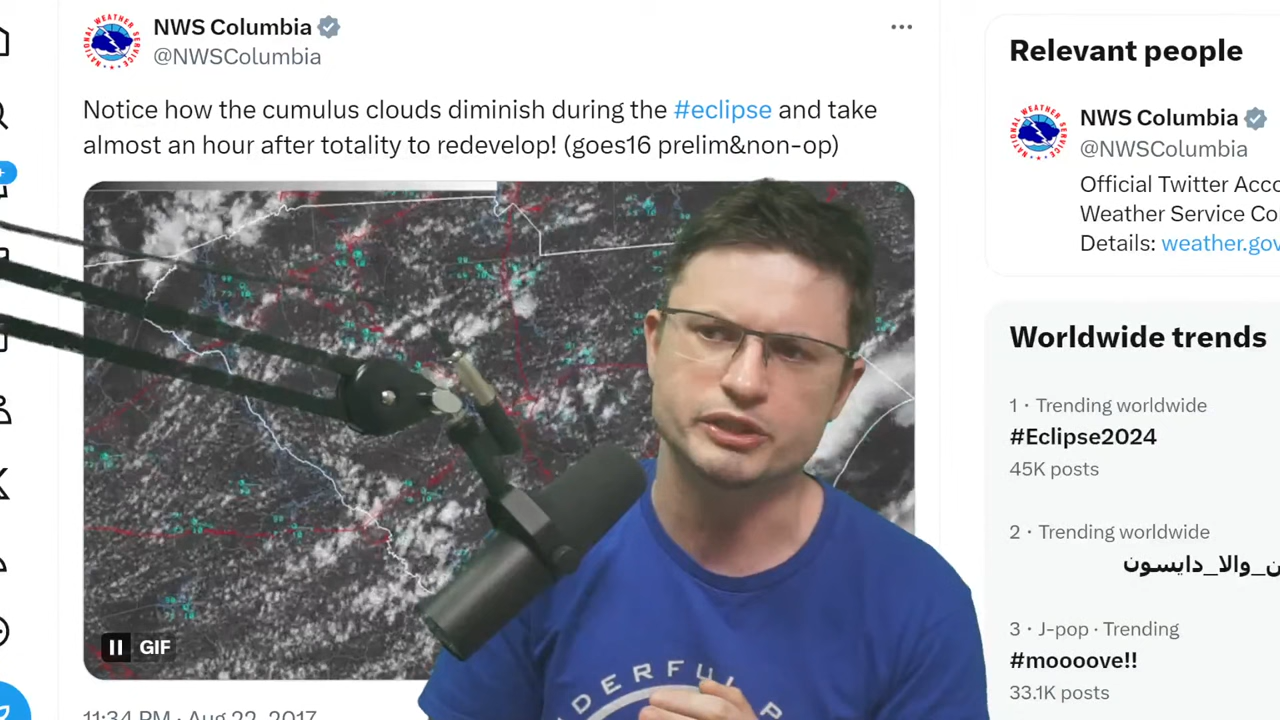 NWS Columbia
@NWSColumbia
Notice how the cumulus clouds diminish during the #eclipse and take
almost an hour after totality to redevelop! (goes16 prelim&non-op)
GIF
11:34 PM · Aug 22, 2017
Relevant people
NWS Columbia
@NWSColumbia
Official Twitter Acco
Weather Service Co
Details: weather.gov
Worldwide trends
1 · Trending worldwide
#Eclipse2024
45K posts
2 · Trending worldwide
ن_والا_دايسون
3 · J-pop · Trending
#moooove!!
33.1K posts
DERFUL P